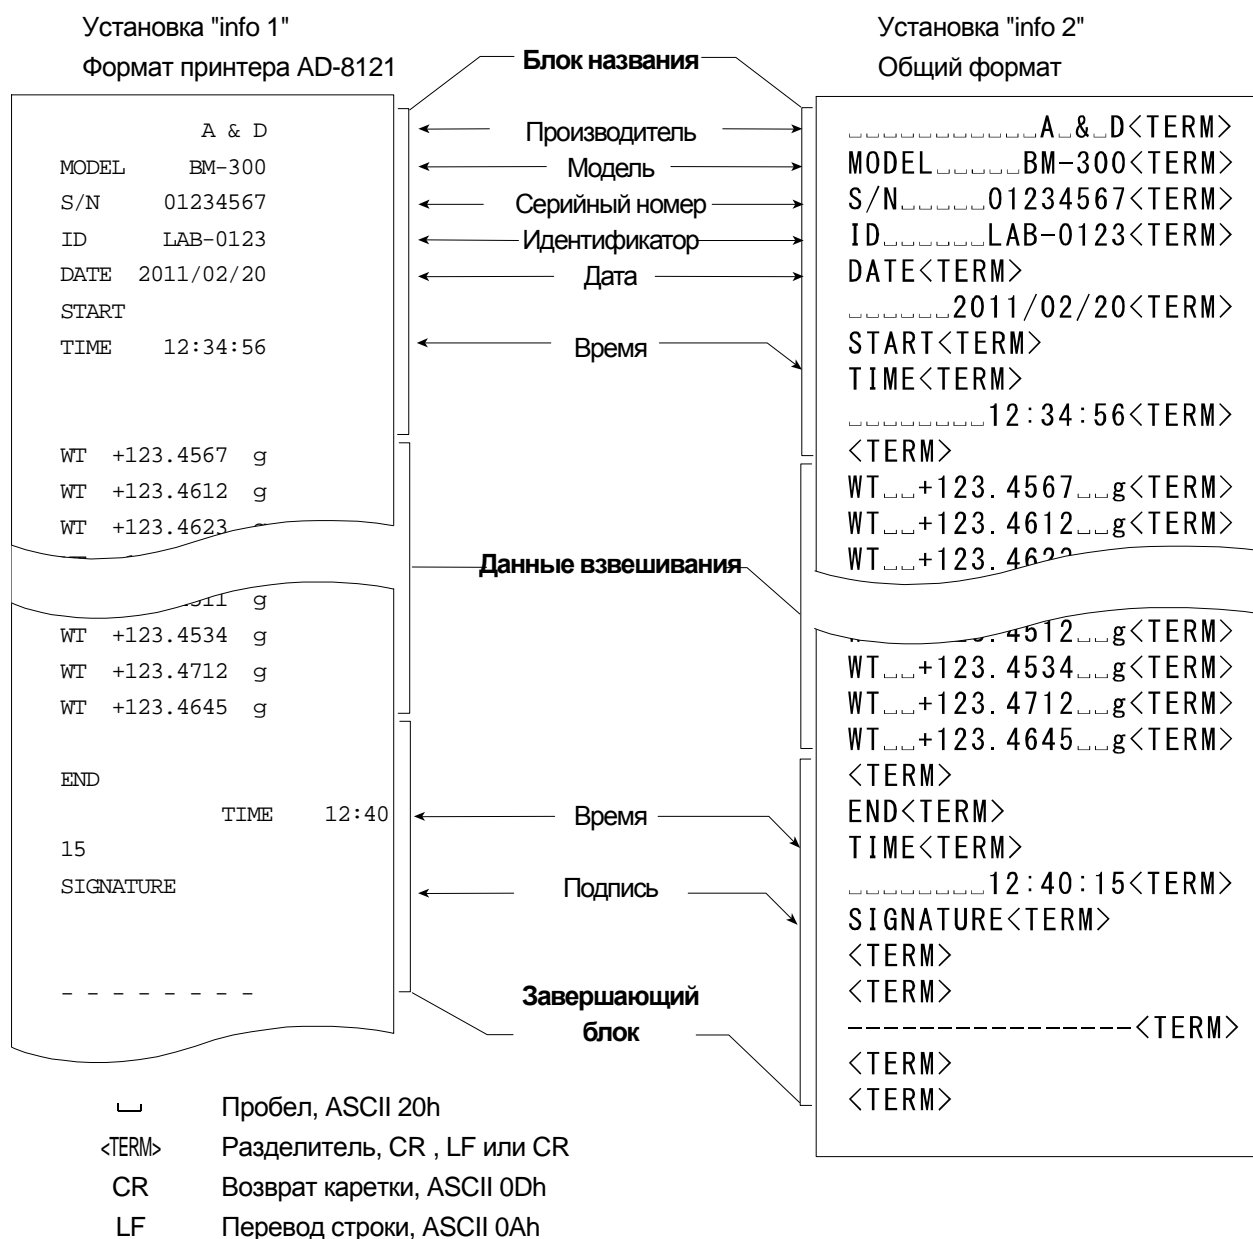 Установка "info 1"
Формат принтера AD-8121
A & D
MODEL BM-300
S/N 01234567
ID LAB-0123
DATE 2011/02/20
START
TIME 12:34:56
WT +123.4567 g
WT +123.4612 g
WT +123.4623
g
WT +123.4534 g
WT +123.4712 g
WT +123.4645 g
END
TIME 12:40
15
SIGNATURE
- - - - - - - -
Блок названия
Производитель
Модель
Серийный номер
Идентификатор
Дата
Время
Данные взвешивания
Время
Подпись
Завершающий
блок
Установка "info 2"
Общий формат
␣␣␣␣␣␣␣␣␣␣␣A␣&␣D<TERM>
MODEL␣␣␣␣␣BM-300<TERM>
S/N␣␣␣␣␣01234567<TERM>
ID␣␣␣␣␣␣LAB-0123<TERM>
DATE<TERM>
␣␣␣␣␣␣2011/02/20<TERM>
START<TERM>
TIME<TERM>
␣␣␣␣␣␣␣␣12:34:56<TERM>
<TERM>
WT␣␣+123.4567␣␣g<TERM>
WT␣␣+123.4612␣␣g<TERM>
WT␣␣+123.4623
4512␣␣g<TERM>
WT␣␣+123.4534␣␣g<TERM>
WT␣␣+123.4712␣␣g<TERM>
WT␣␣+123.4645␣␣g<TERM>
<TERM>
END<TERM>
TIME<TERM>
␣␣␣␣␣␣␣␣12:40:15<TERM>
SIGNATURE<TERM>
<TERM>
<TERM>
----------------<TERM>
<TERM>
<TERM>
␣ Пробел, ASCII 20h
<TERM> Разделитель, CR , LF или CR
CR Возврат каретки, ASCII 0Dh
LF Перевод строки, ASCII 0Ah